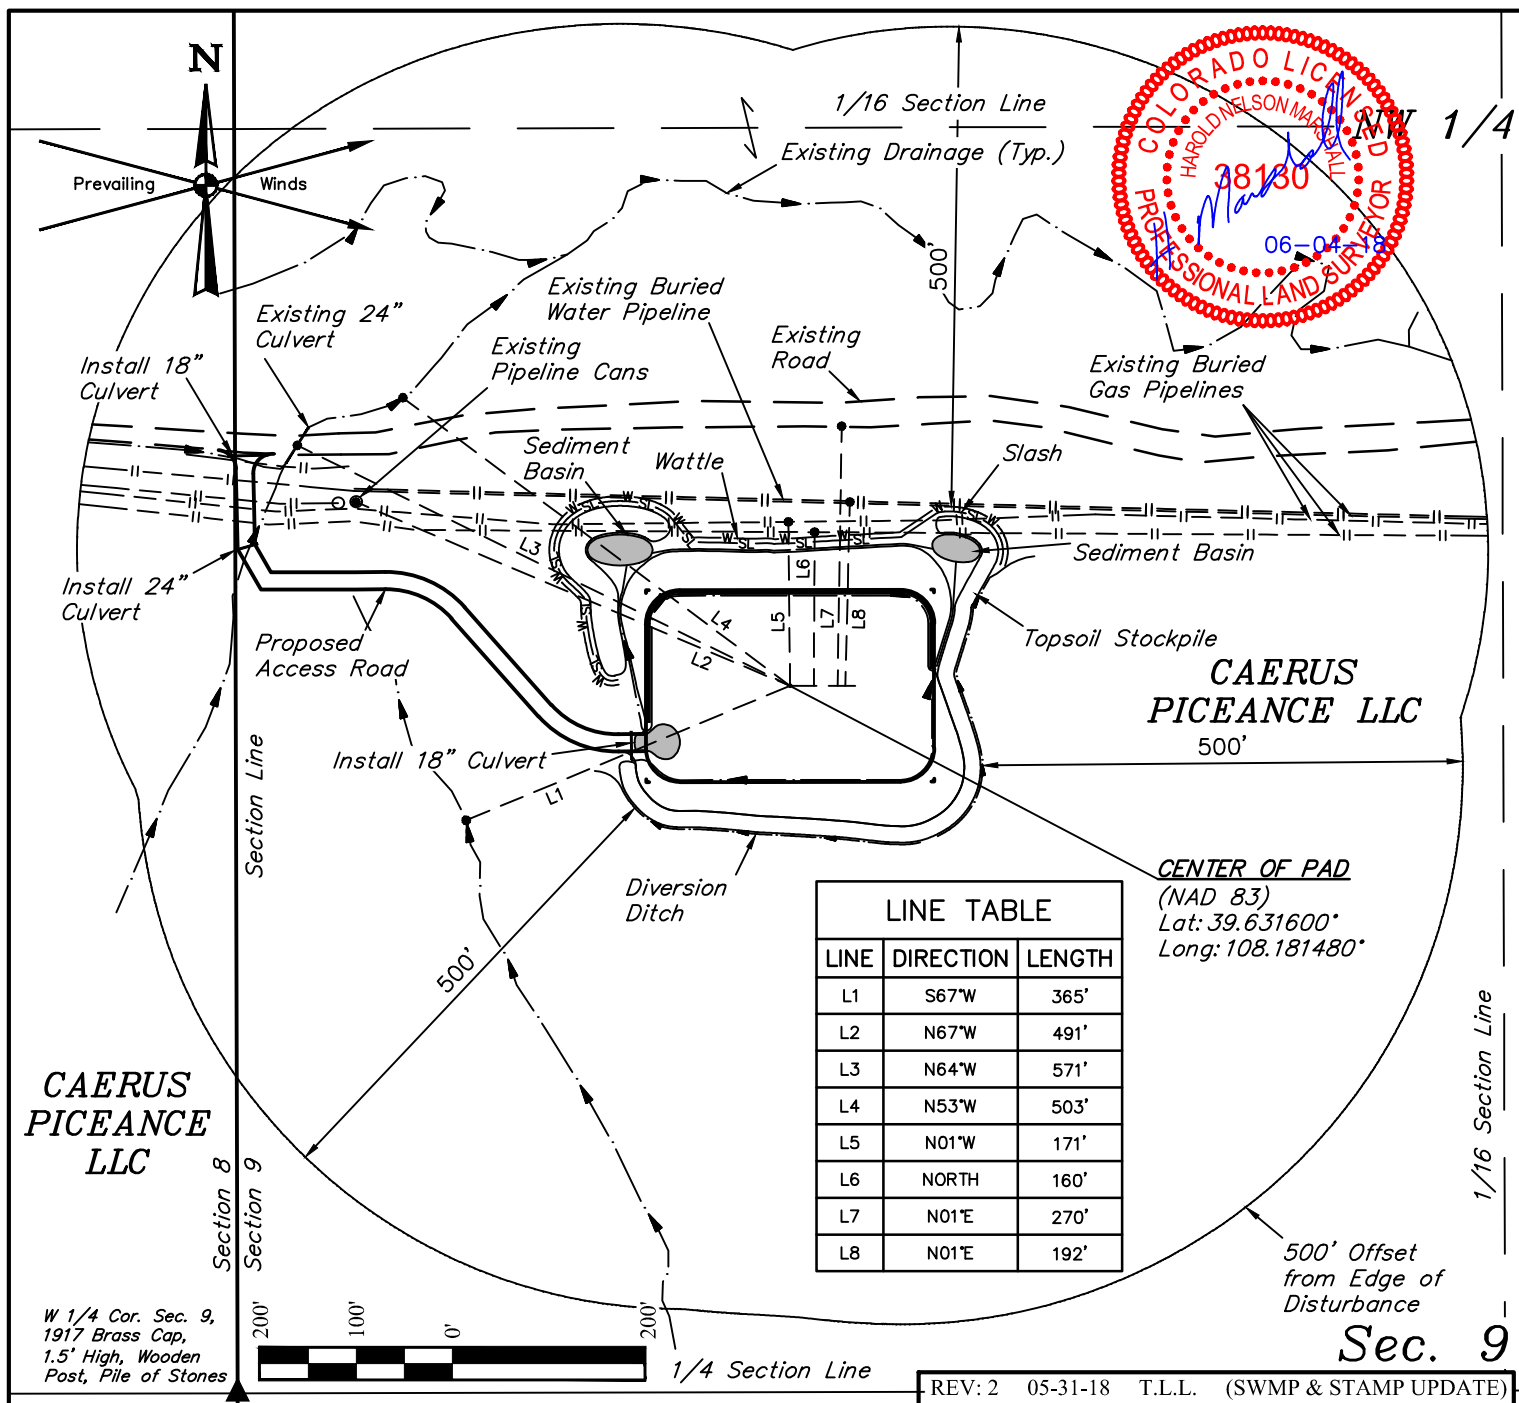 N
Prevailing Winds
1/16 Section Line
Existing Drainage (Typ.)
COLORADO LICENSED
PROFESSIONAL LAND SURVEYOR
HAROLD NELSON MARSHALL
38130
06-04-18
NW 1/4
500'
Existing 24"
Culvert
Existing Buried
Water Pipeline
Existing
Pipeline Cans
Existing
Road
Install 18"
Culvert
Existing Buried
Gas Pipelines
Sediment
Basin
Wattle
Slash
W SL
W SL
W SL
W SL
W SL
W SL
W SL
L3
L6
Sediment Basin
Install 24"
Culvert
L4
L5
L7
L8
L2
Topsoil Stockpile
Proposed
Access Road
CAERUS
PICEANCE LLC
500'
Install 18" Culvert
L1
Section Line
Diversion
Ditch
500'
CENTER OF PAD
(NAD 83)
Lat: 39.631600°
Long: 108.181480°
LINE TABLE
LINE DIRECTION LENGTH
L1 S67°W 365'
L2 N67°W 491'
L3 N64°W 571'
L4 N53°W 503'
L5 N01°W 171'
L6 NORTH 160'
L7 N01°E 270'
L8 N01°E 192'
1/16 Section Line
CAERUS
PICEANCE
LLC
Section 8
Section 9
500' Offset
from Edge of
Disturbance
W 1/4 Cor. Sec. 9,
1917 Brass Cap,
1.5' High, Wooden
Post, Pile of Stones
200' 100' 0' 200'
1/4 Section Line
Sec. 9
REV: 2 05-31-18 T.L.L. (SWMP & STAMP UPDATE)